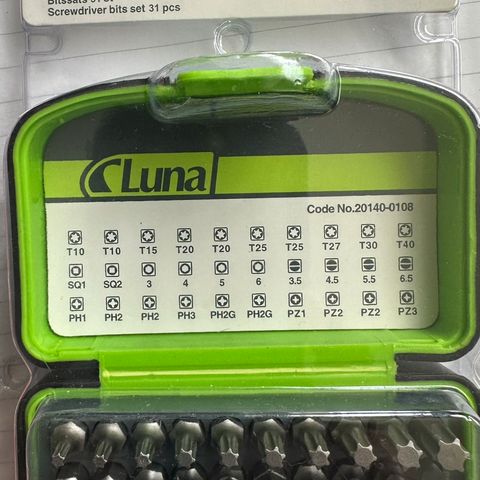 Screwdriver bits set 31 pcs
Luna
Code No.20140-0108
T10 T10 T15 T20 T20 T25 T25 T27 T30 T40
SQ1 SQ2 3 4 5 6 3.5 4.5 5.5 6.5
PH1 PH2 PH2 PH3 PH2G PH2G PZ1 PZ2 PZ2 PZ3